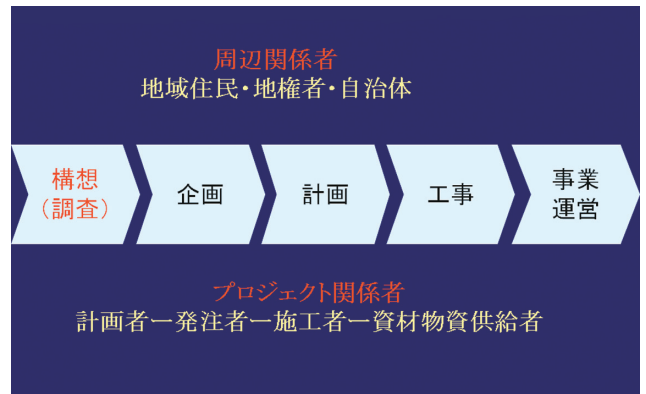 周辺関係者
地域住民・地権者・自治体
構想
（調査）
企画
計画
工事
事業
運営
プロジェクト関係者
計画者ー発注者ー施工者ー資材物資供給者